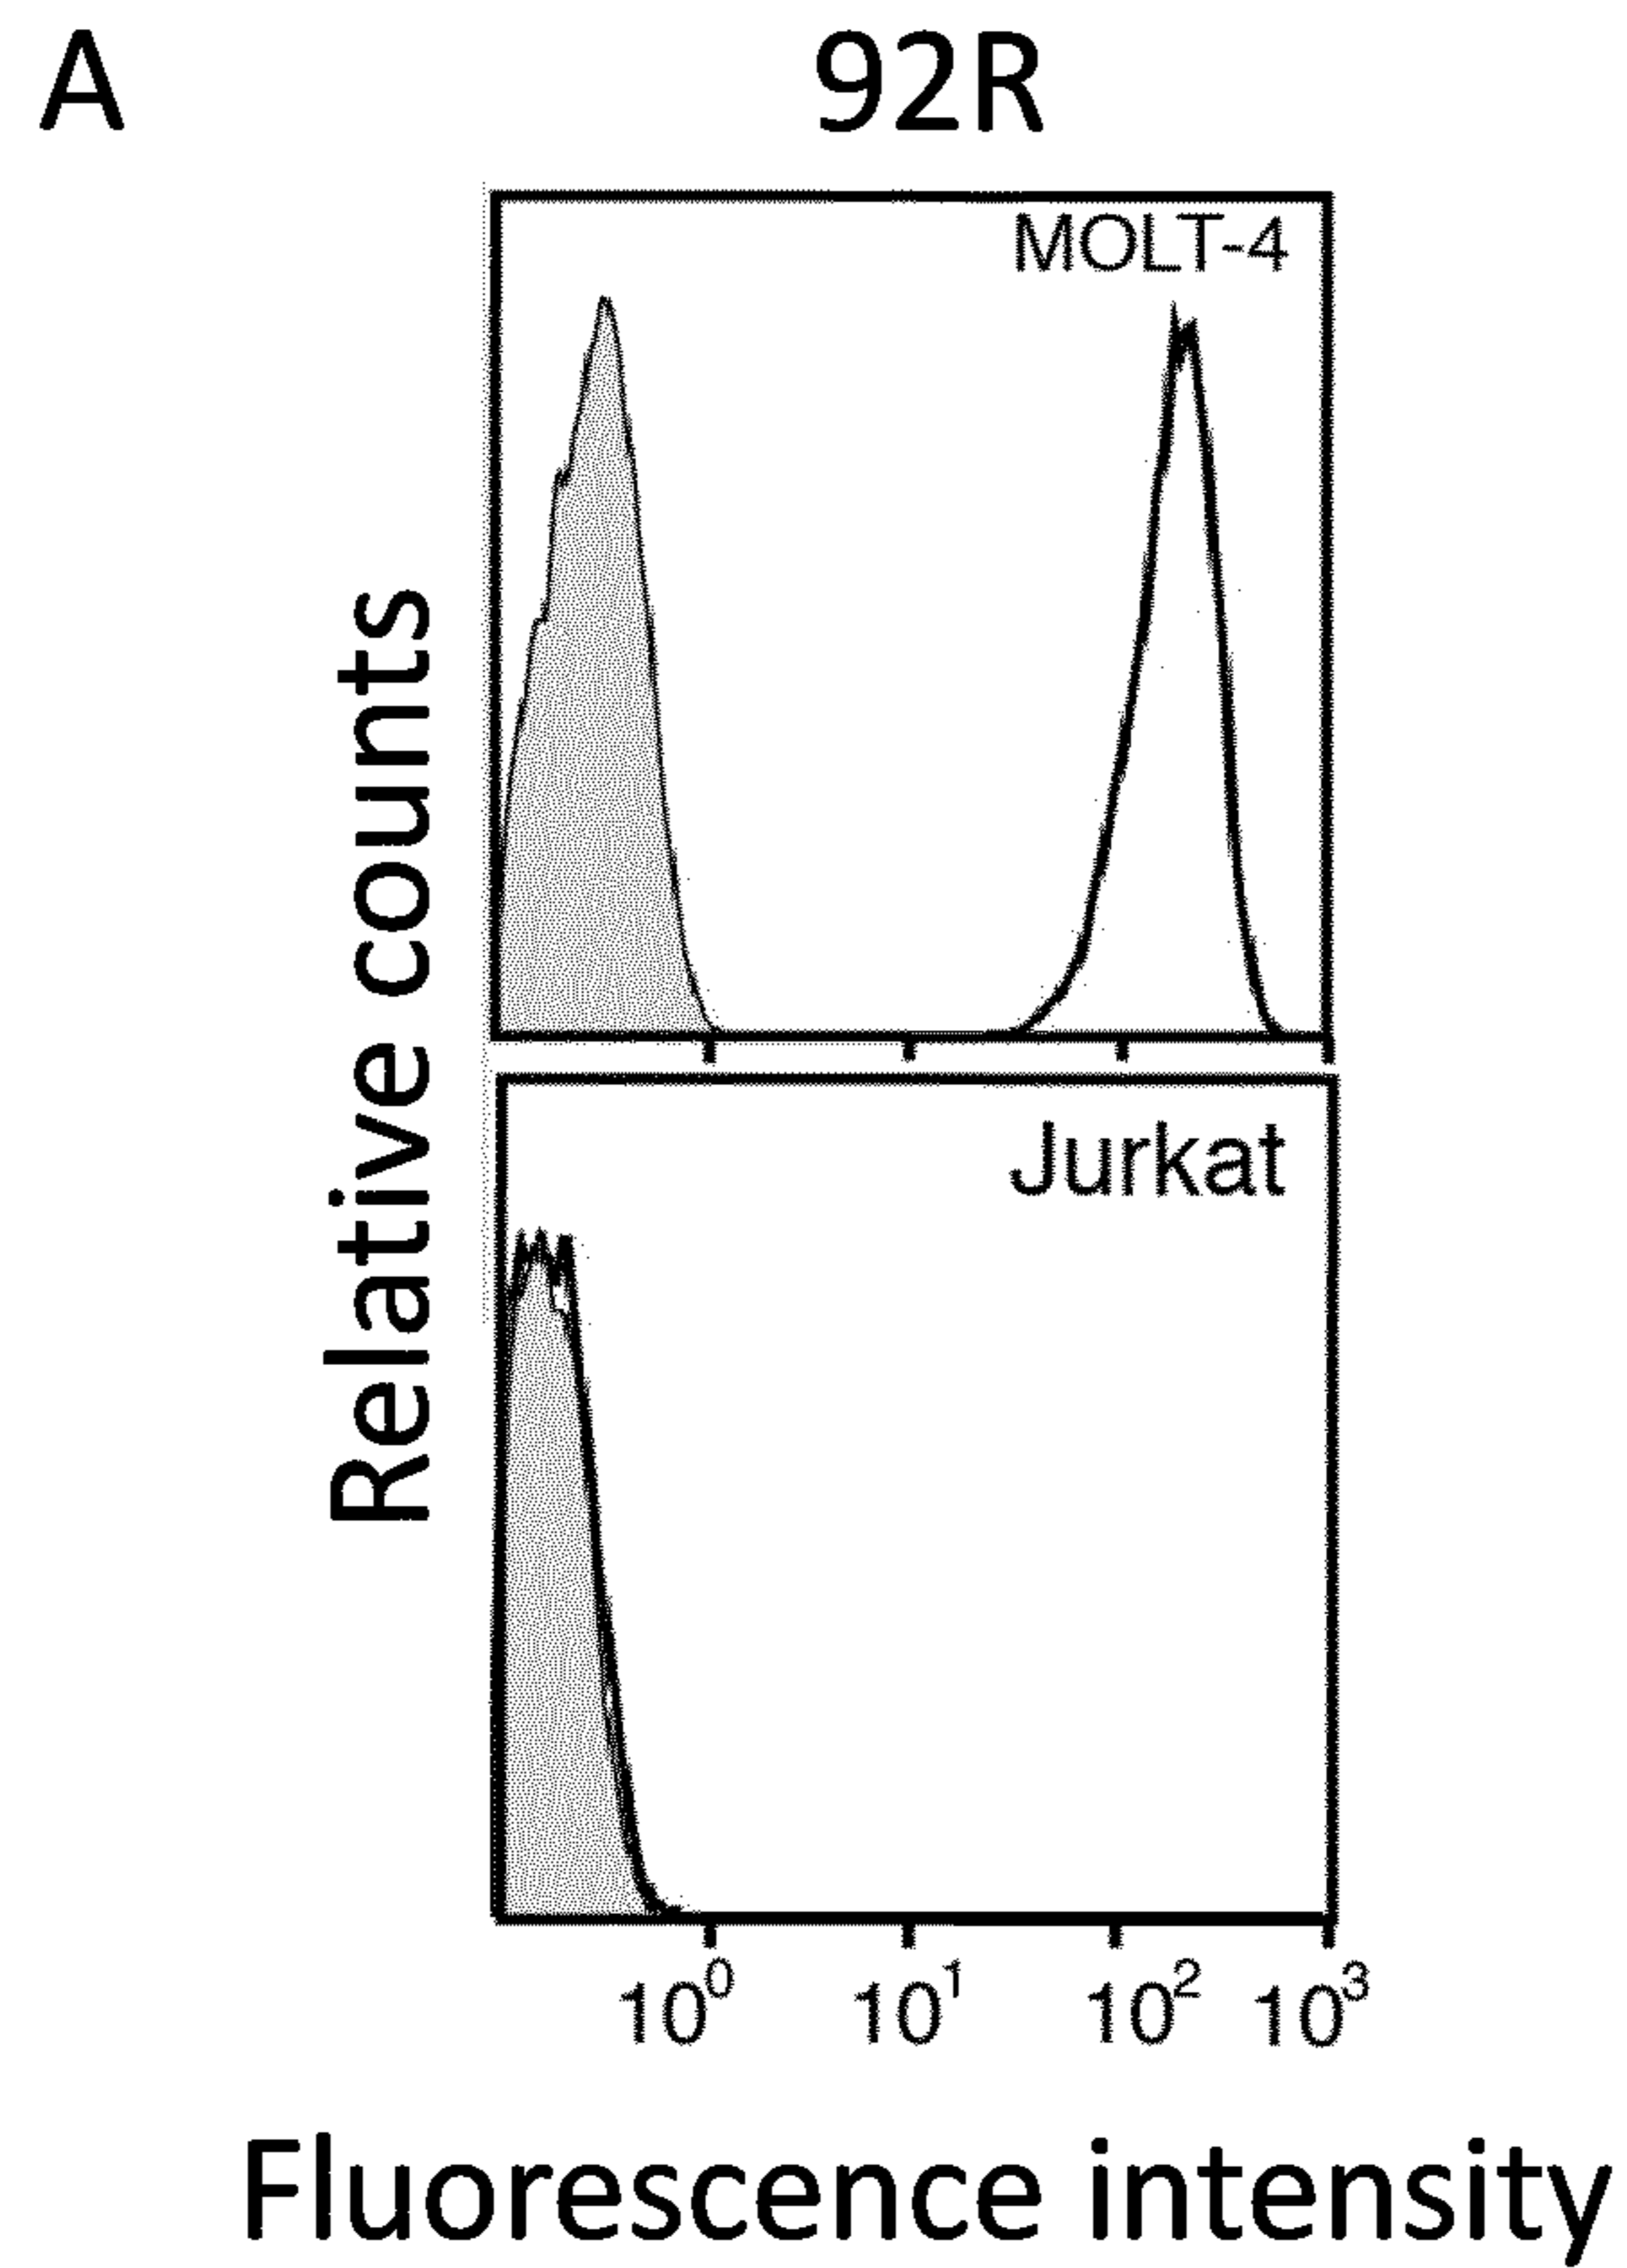 A
92R
MOLT-4
Jurkat
Relative counts
10⁰ 10¹ 10² 10³
Fluorescence intensity